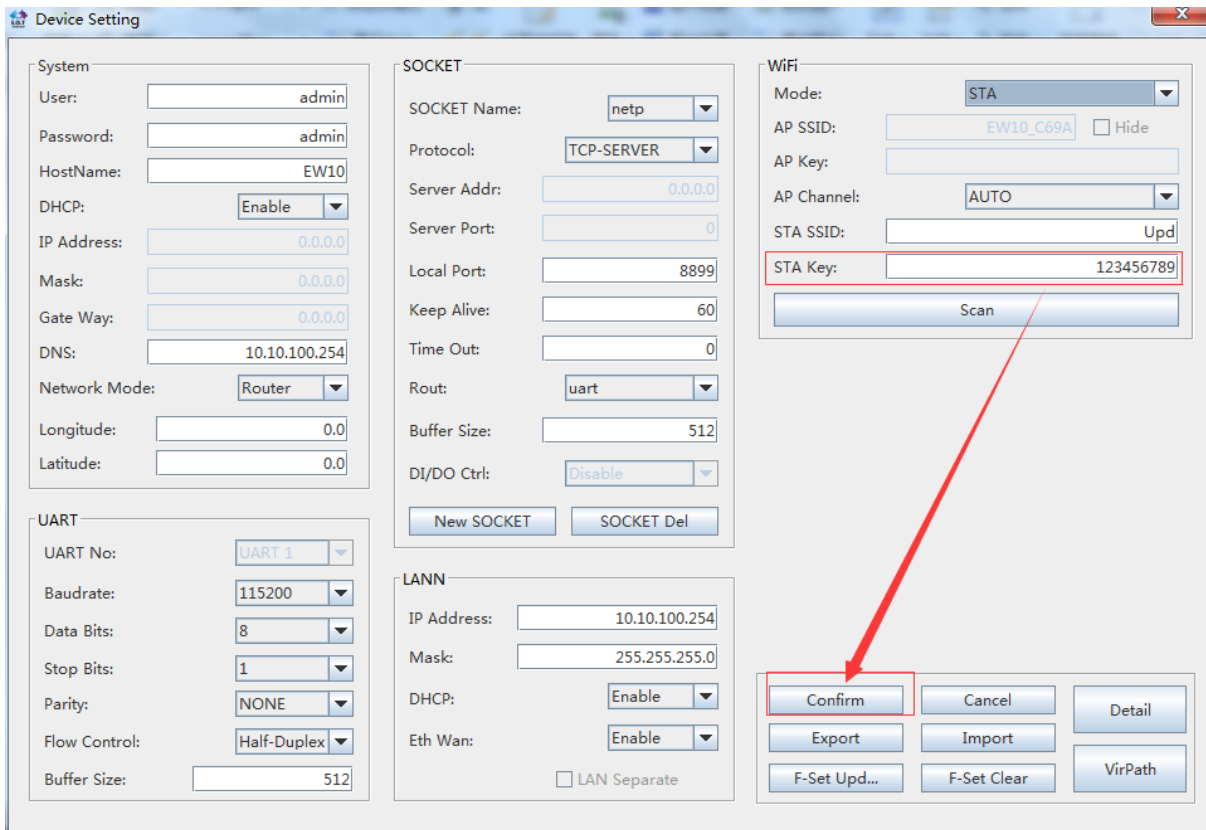 Device Setting
System
User: admin
Password: admin
HostName: EW10
DHCP: Enable
IP Address: 0.0.0.0
Mask: 0.0.0.0
Gate Way: 0.0.0.0
DNS: 10.10.100.254
Network Mode: Router
Longitude: 0.0
Latitude: 0.0
UART
UART No: UART 1
Baudrate: 115200
Data Bits: 8
Stop Bits: 1
Parity: NONE
Flow Control: Half-Duplex
Buffer Size: 512
SOCKET
SOCKET Name: netp
Protocol: TCP-SERVER
Server Addr: 0.0.0.0
Server Port: 0
Local Port: 8899
Keep Alive: 60
Time Out: 0
Rout: uart
Buffer Size: 512
DI/DO Ctrl: Disable
New SOCKET SOCKET Del
LANN
IP Address: 10.10.100.254
Mask: 255.255.255.0
DHCP: Enable
Eth Wan: Enable
LAN Separate
WiFi
Mode: STA
AP SSID: EW10_C69A Hide
AP Key:
AP Channel: AUTO
STA SSID: Upd
STA Key: 123456789
Scan
Confirm Cancel Detail
Export Import
F-Set Upd... F-Set Clear VirPath